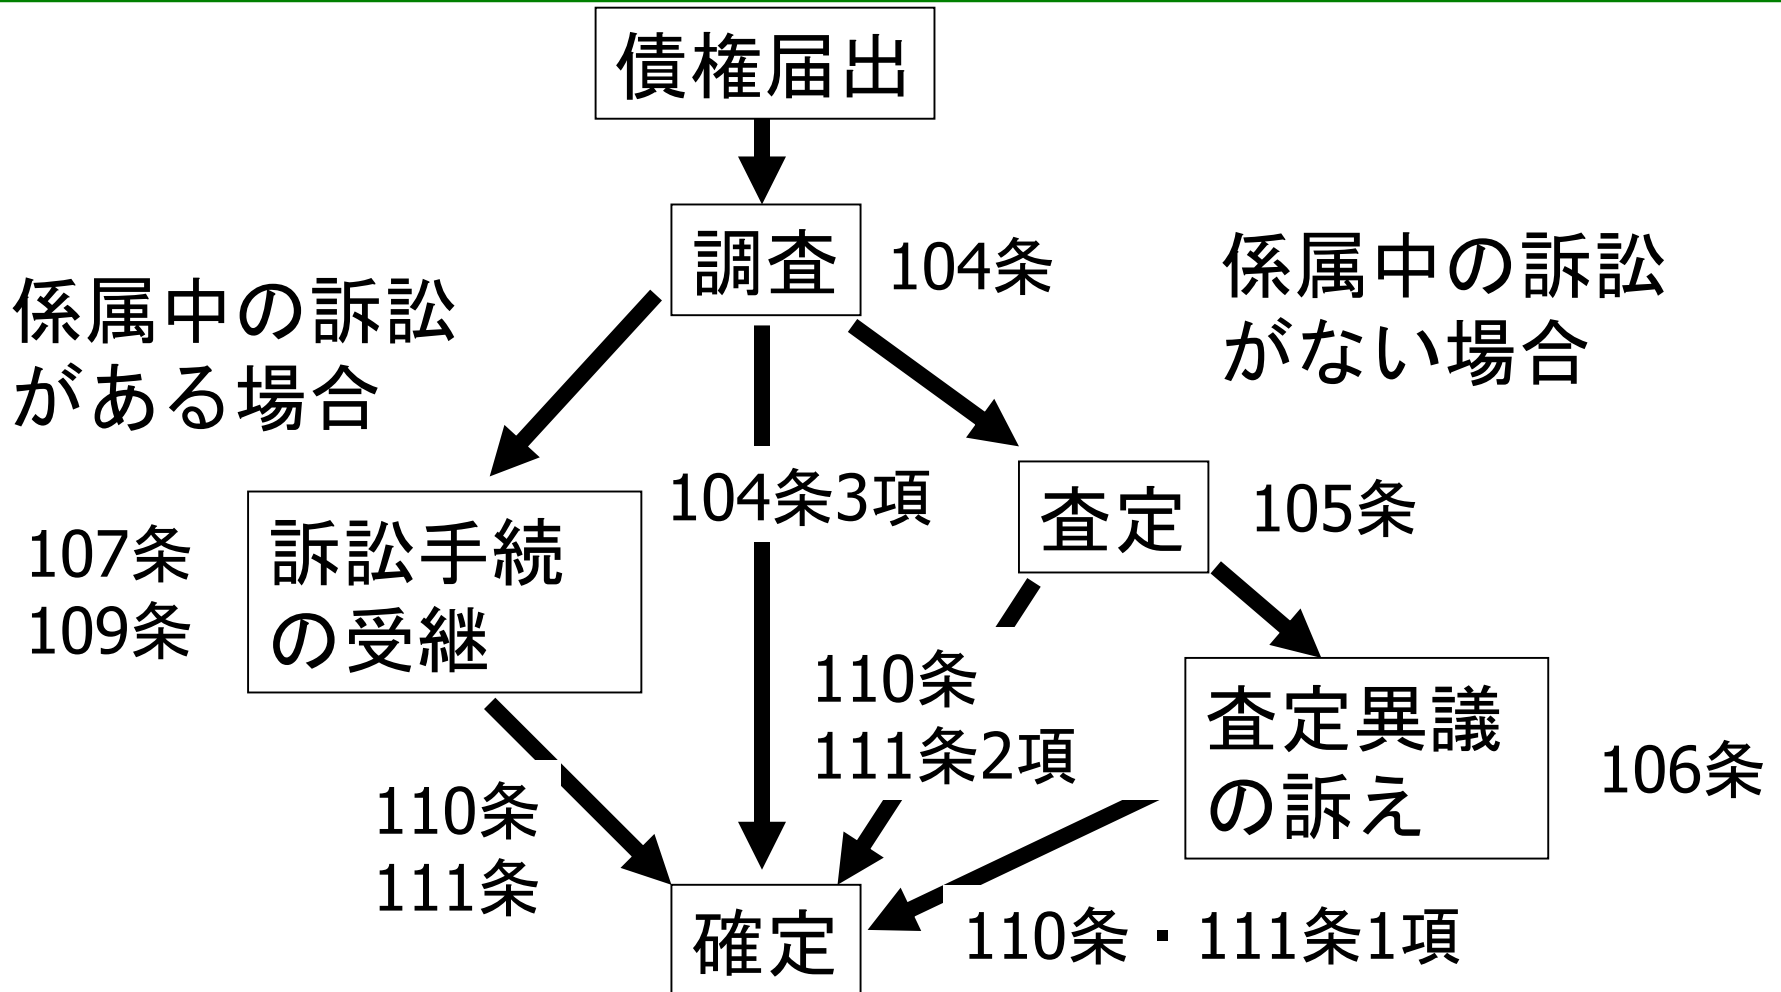 債権届出
調査
104条
係属中の訴訟
がない場合
係属中の訴訟
がある場合
104条3項
査定
105条
107条
109条
訴訟手続
の受継
110条
111条2項
査定異議
の訴え
106条
110条
111条
確定
110条・111条1項